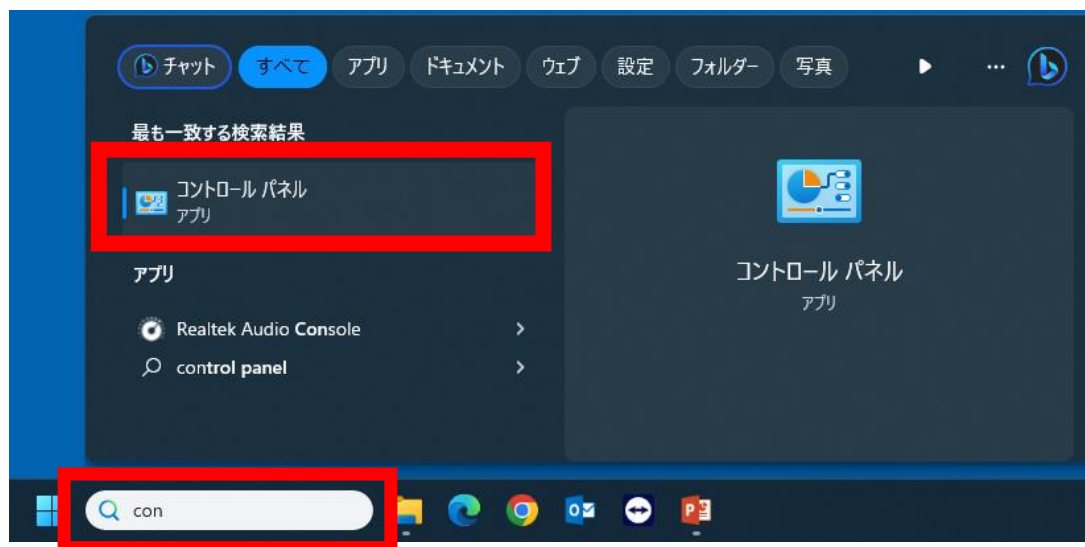 チャット すべて アプリ ドキュメント ウェブ 設定 フォルダー 写真 ▶ ...
最も一致する検索結果
コントロール パネル
アプリ
アプリ
Realtek Audio Console
control panel
コントロール パネル
アプリ
con